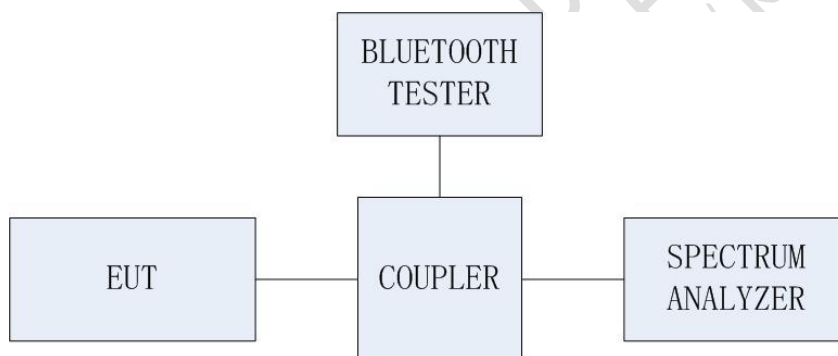 BLUETOOTH
TESTER
EUT
COUPLER
SPECTRUM
ANALYZER